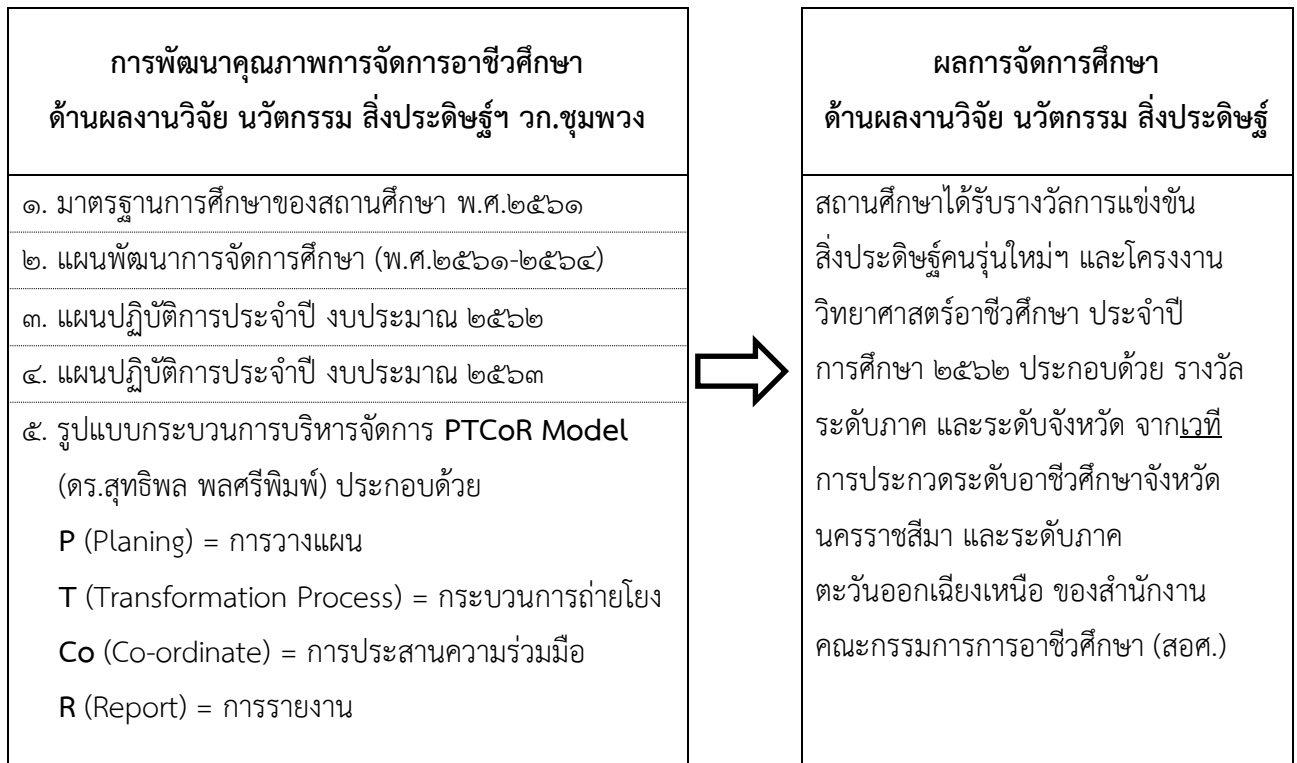 การพัฒนาคุณภาพการจัดการอาชีวศึกษา
ด้านผลงานวิจัย นวัตกรรม สิ่งประดิษฐ์ฯ วก.ชุมพวง
๑. มาตรฐานการศึกษาของสถานศึกษา พ.ศ.๒๕๖๑
๒. แผนพัฒนาการจัดการศึกษา (พ.ศ.๒๕๖๑-๒๕๖๔)
๓. แผนปฏิบัติการประจำปี งบประมาณ ๒๕๖๒
๔. แผนปฏิบัติการประจำปี งบประมาณ ๒๕๖๓
๕. รูปแบบกระบวนการบริหารจัดการ PTCoR Model
(ดร.สุทธิพล พลศรีพิมพ์) ประกอบด้วย
P (Planing) = การวางแผน
T (Transformation Process) = กระบวนการถ่ายโยง
Co (Co-ordinate) = การประสานความร่วมมือ
R (Report) = การรายงาน
ผลการจัดการศึกษา
ด้านผลงานวิจัย นวัตกรรม สิ่งประดิษฐ์
สถานศึกษาได้รับรางวัลการแข่งขัน
สิ่งประดิษฐ์คนรุ่นใหม่ฯ และโครงงาน
วิทยาศาสตร์อาชีวศึกษา ประจำปี
การศึกษา ๒๕๖๒ ประกอบด้วย รางวัล
ระดับภาค และระดับจังหวัด จากเวที
การประกวดระดับอาชีวศึกษาจังหวัด
นครราชสีมา และระดับภาค
ตะวันออกเฉียงเหนือ ของสำนักงาน
คณะกรรมการการอาชีวศึกษา (สอศ.)